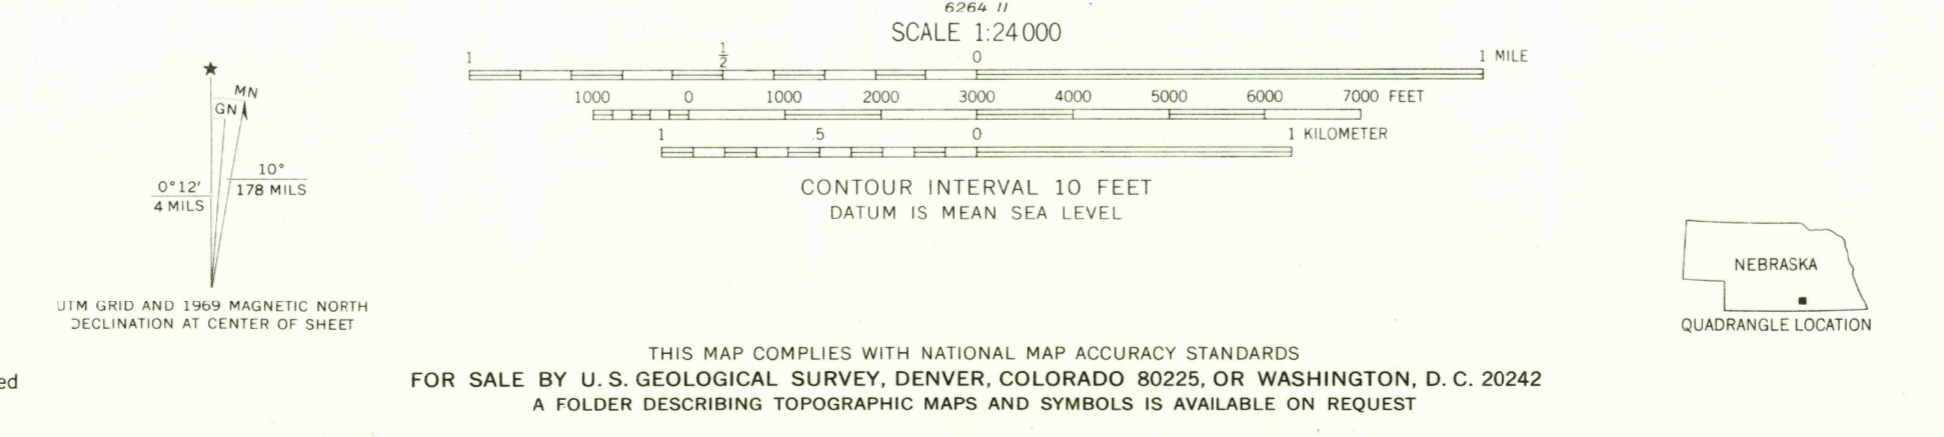 6264 II
SCALE 1:24 000
1 1/2 0 1 MILE
1000 0 1000 2000 3000 4000 5000 6000 7000 FEET
1 .5 0 1 KILOMETER
CONTOUR INTERVAL 10 FEET
DATUM IS MEAN SEA LEVEL
★
MN
GN
0°12′
4 MILS
10°
178 MILS
UTM GRID AND 1969 MAGNETIC NORTH
DECLINATION AT CENTER OF SHEET
NEBRASKA
QUADRANGLE LOCATION
THIS MAP COMPLIES WITH NATIONAL MAP ACCURACY STANDARDS
FOR SALE BY U. S. GEOLOGICAL SURVEY, DENVER, COLORADO 80225, OR WASHINGTON, D. C. 20242
A FOLDER DESCRIBING TOPOGRAPHIC MAPS AND SYMBOLS IS AVAILABLE ON REQUEST